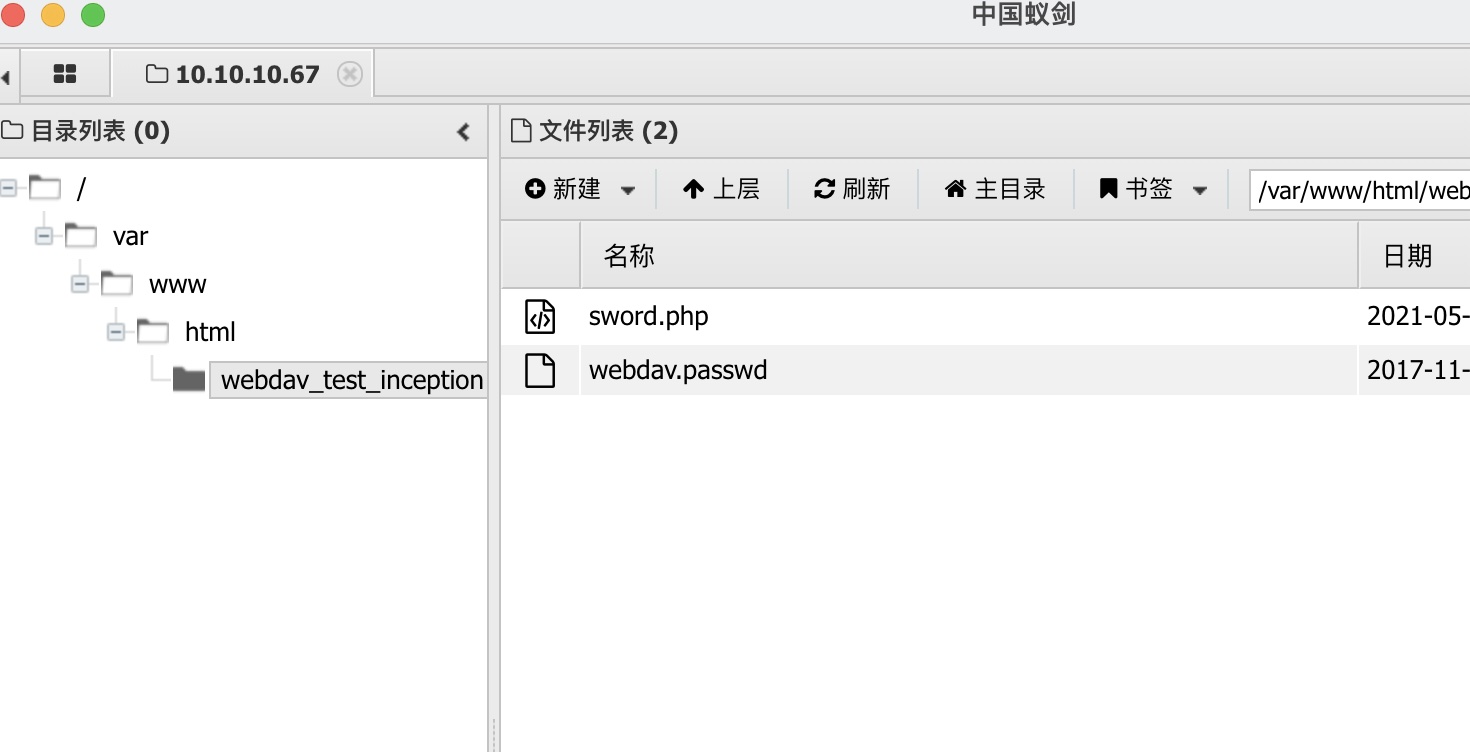 中国蚁剑
10.10.10.67
目录列表 (0)
文件列表 (2)
新建
上层
刷新
主目录
书签
/var/www/html/web
/
var
www
html
webdav_test_inception
名称
日期
sword.php
2021-05-
webdav.passwd
2017-11-